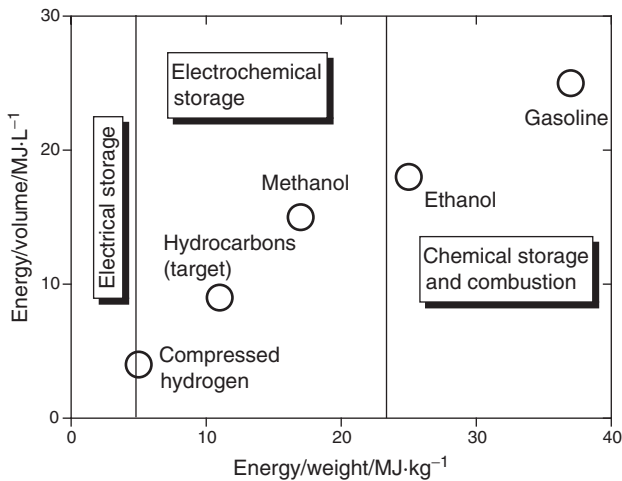 30
20
10
0
Energy/volume/MJ·L⁻¹
Electrical storage
Electrochemical
storage
Gasoline
Methanol
Ethanol
Hydrocarbons
(target)
Chemical storage
and combustion
Compressed
hydrogen
0
10
20
30
40
Energy/weight/MJ·kg⁻¹